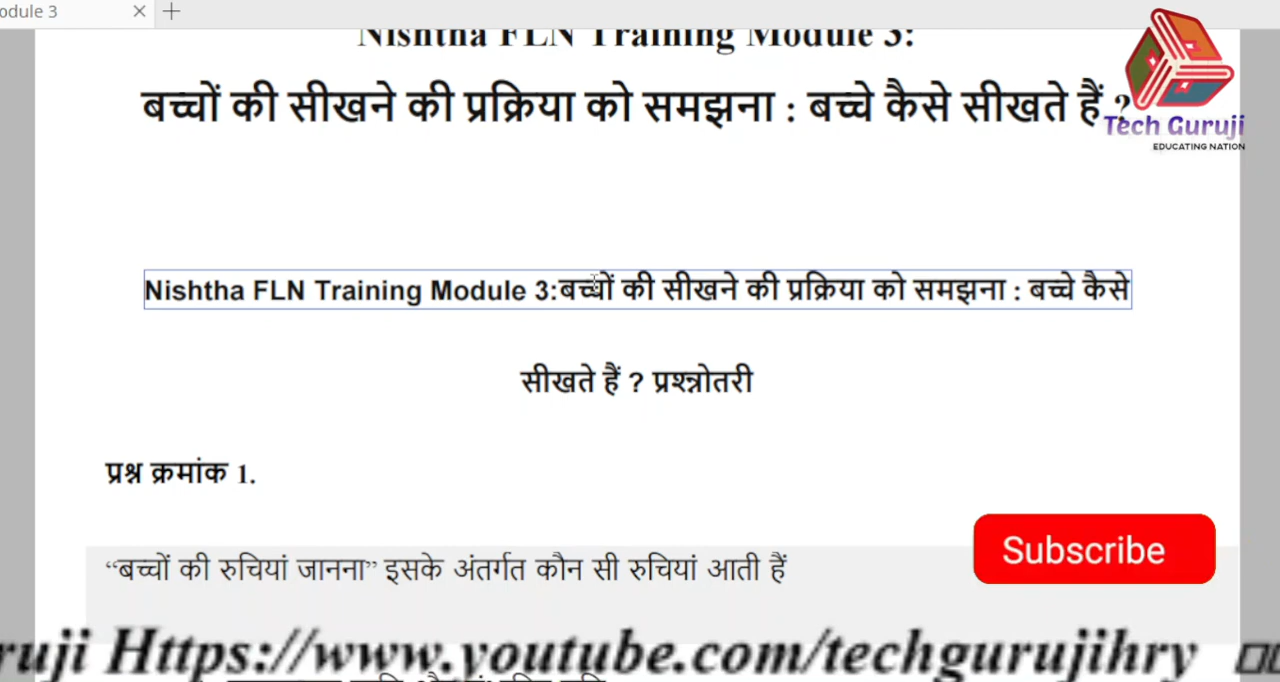 odule 3
Nishtha FLN Training Module 3:
बच्चों की सीखने की प्रक्रिया को समझना : बच्चे कैसे सीखते हैं ?
Tech Guruji
EDUCATING NATION
Nishtha FLN Training Module 3:बच्चों की सीखने की प्रक्रिया को समझना : बच्चे कैसे
सीखते हैं ? प्रश्नोतरी
प्रश्न क्रमांक 1.
Subscribe
“बच्चों की रुचियां जानना” इसके अंतर्गत कौन सी रुचियां आती हैं
ruji Https://www.youtube.com/techgurujihry